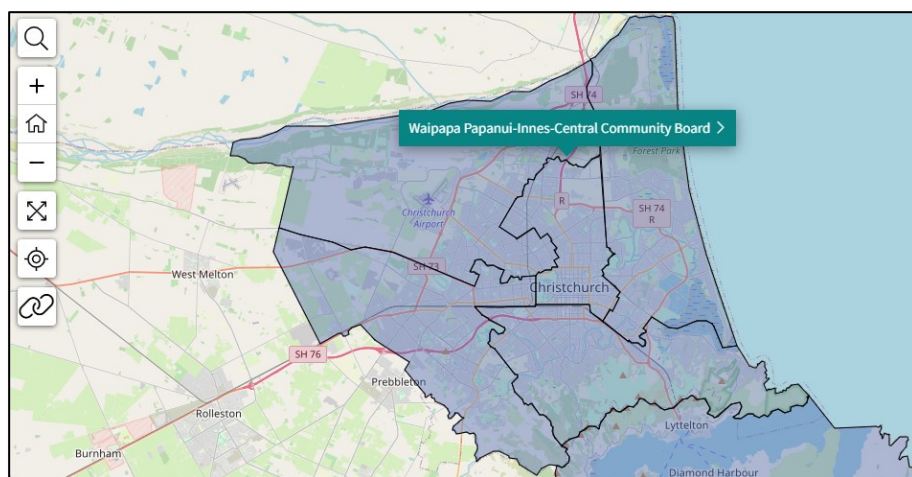 SH 74
Waipapa Papanui-Innes-Central Community Board
Forest Park
Christchurch
Airport
R
SH 74
R
SH 73
West Melton
Christchurch
SH 76
Prebbleton
Rolleston
Lyttelton
Burnham
Diamond Harbour